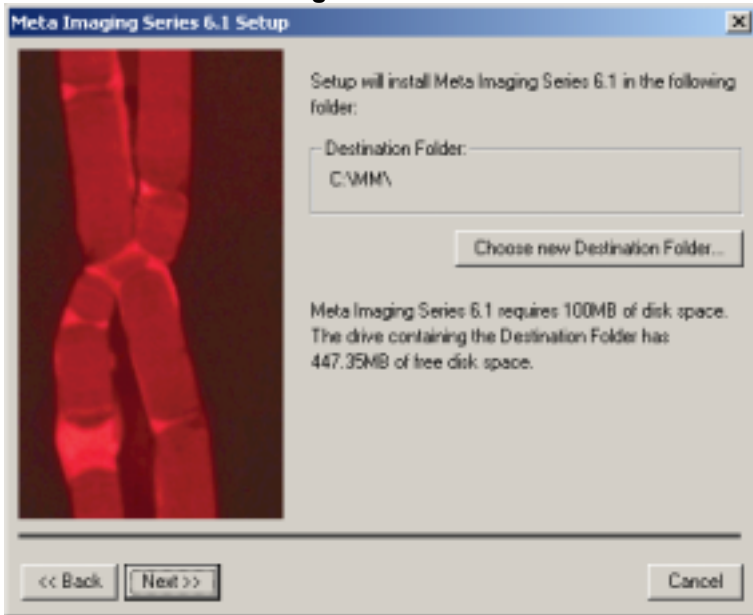 Meta Imaging Series 6.1 Setup
Setup will install Meta Imaging Series 6.1 in the following
folder:
Destination Folder:
C:\MM\
Choose new Destination Folder...
Meta Imaging Series 6.1 requires 100MB of disk space.
The drive containing the Destination Folder has
447.35MB of free disk space.
<< Back
Next >>
Cancel